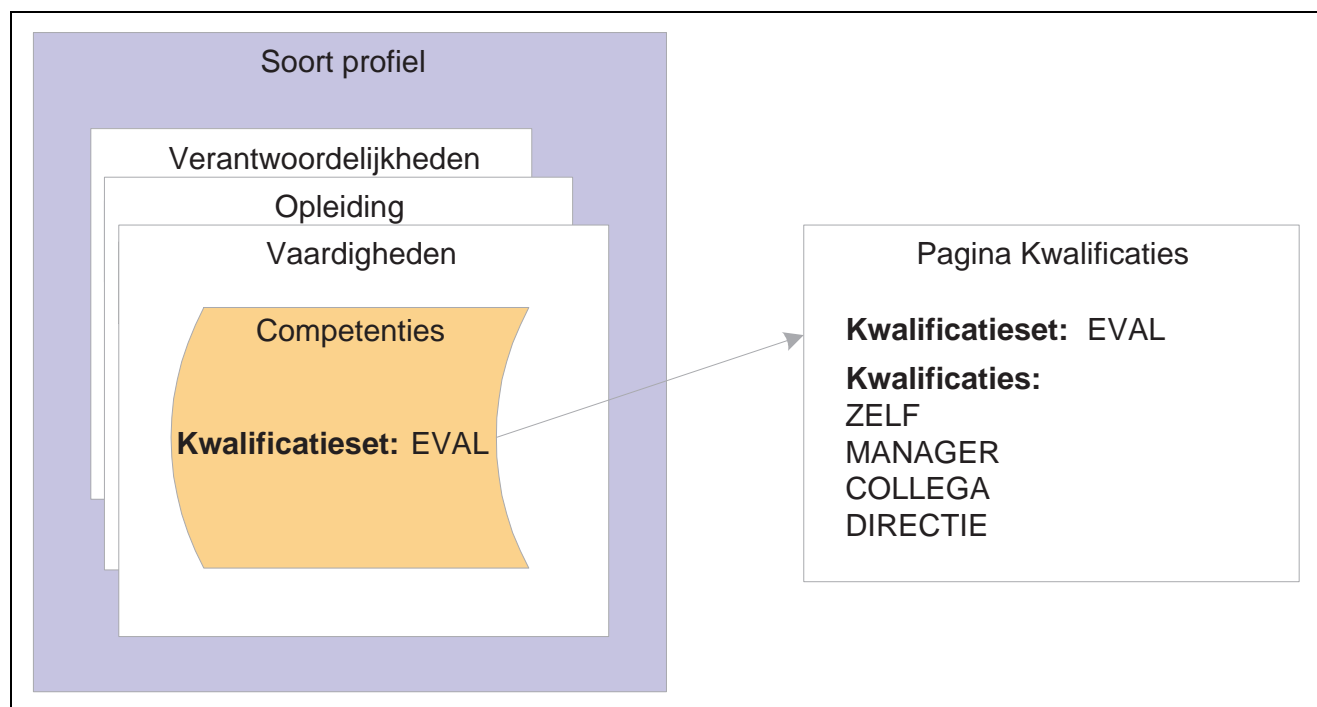 Soort profiel
Verantwoordelijkheden
Opleiding
Vaardigheden
Competenties
Kwalificatieset: EVAL
Pagina Kwalificaties
Kwalificatieset: EVAL
Kwalificaties:
ZELF
MANAGER
COLLEGA
DIRECTIE